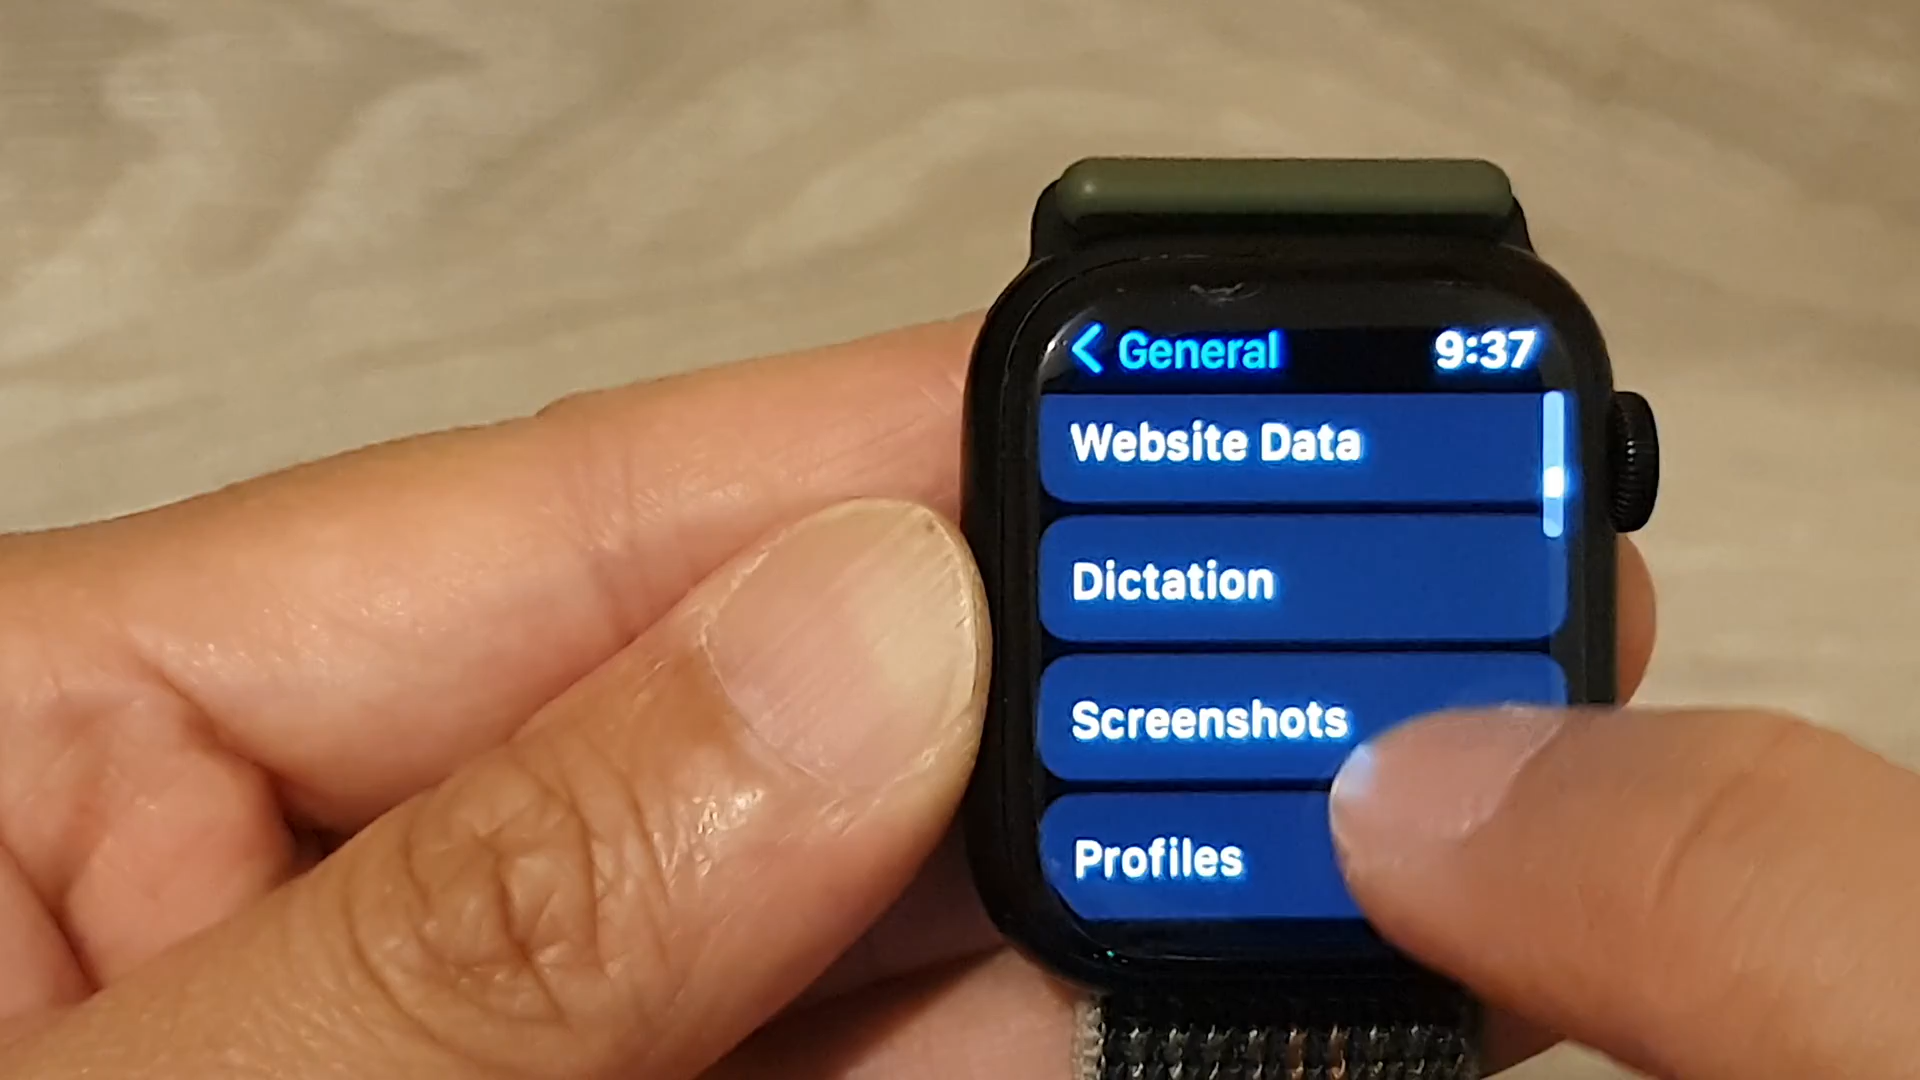 General 9:37
Website Data
Dictation
Screenshots
Profiles